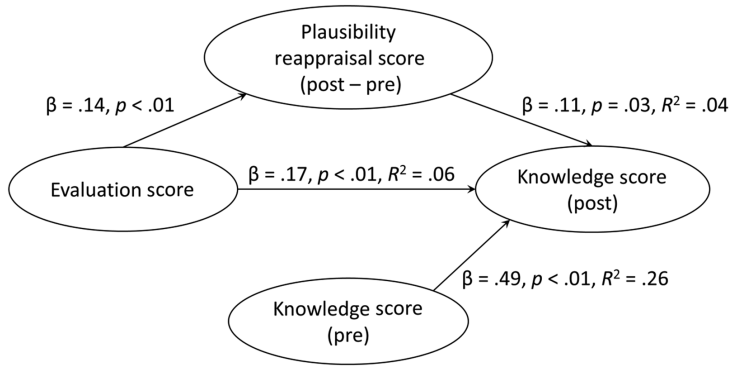 Plausibility
reappraisal score
(post – pre)
β = .14, p < .01
β = .11, p = .03, R² = .04
Evaluation score
β = .17, p < .01, R² = .06
Knowledge score
(post)
β = .49, p < .01, R² = .26
Knowledge score
(pre)